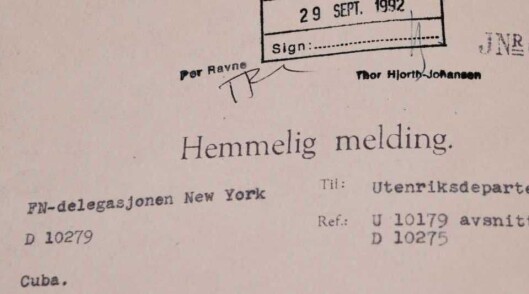 29 SEPT. 1992
Sign:
JNR
Per Ravne
Thor Hjorth-Johansen
Hemmelig melding.
FN-delegasjonen New York
Til: Utenriksdeparte
D 10279
Ref.: U 10179 avsnitt
D 10275
Cuba.